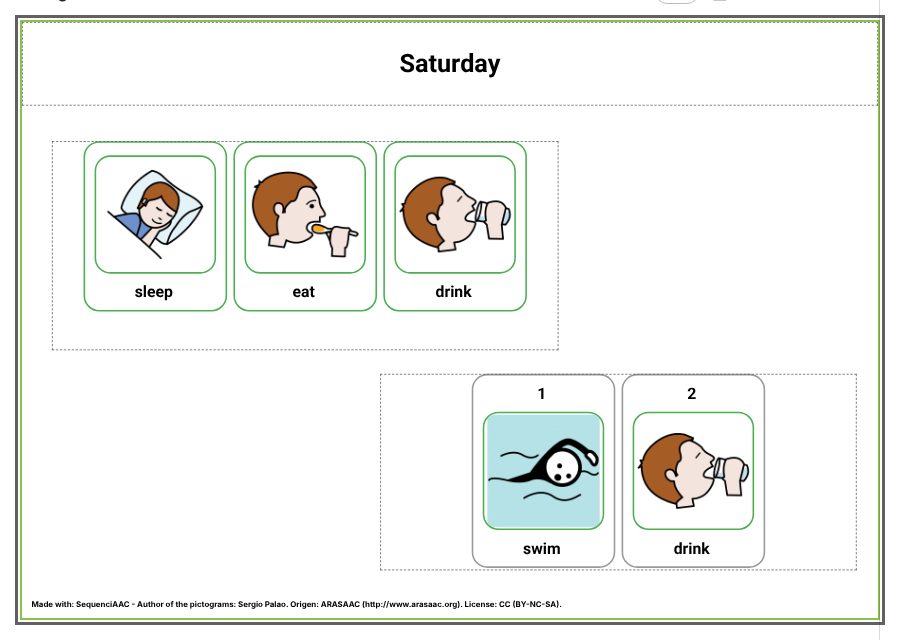 Saturday
sleep eat drink
1 2
swim drink
Made with: SequenciAAC - Author of the pictograms: Sergio Palao. Origen: ARASAAC (http://www.arasaac.org). License: CC (BY-NC-SA).